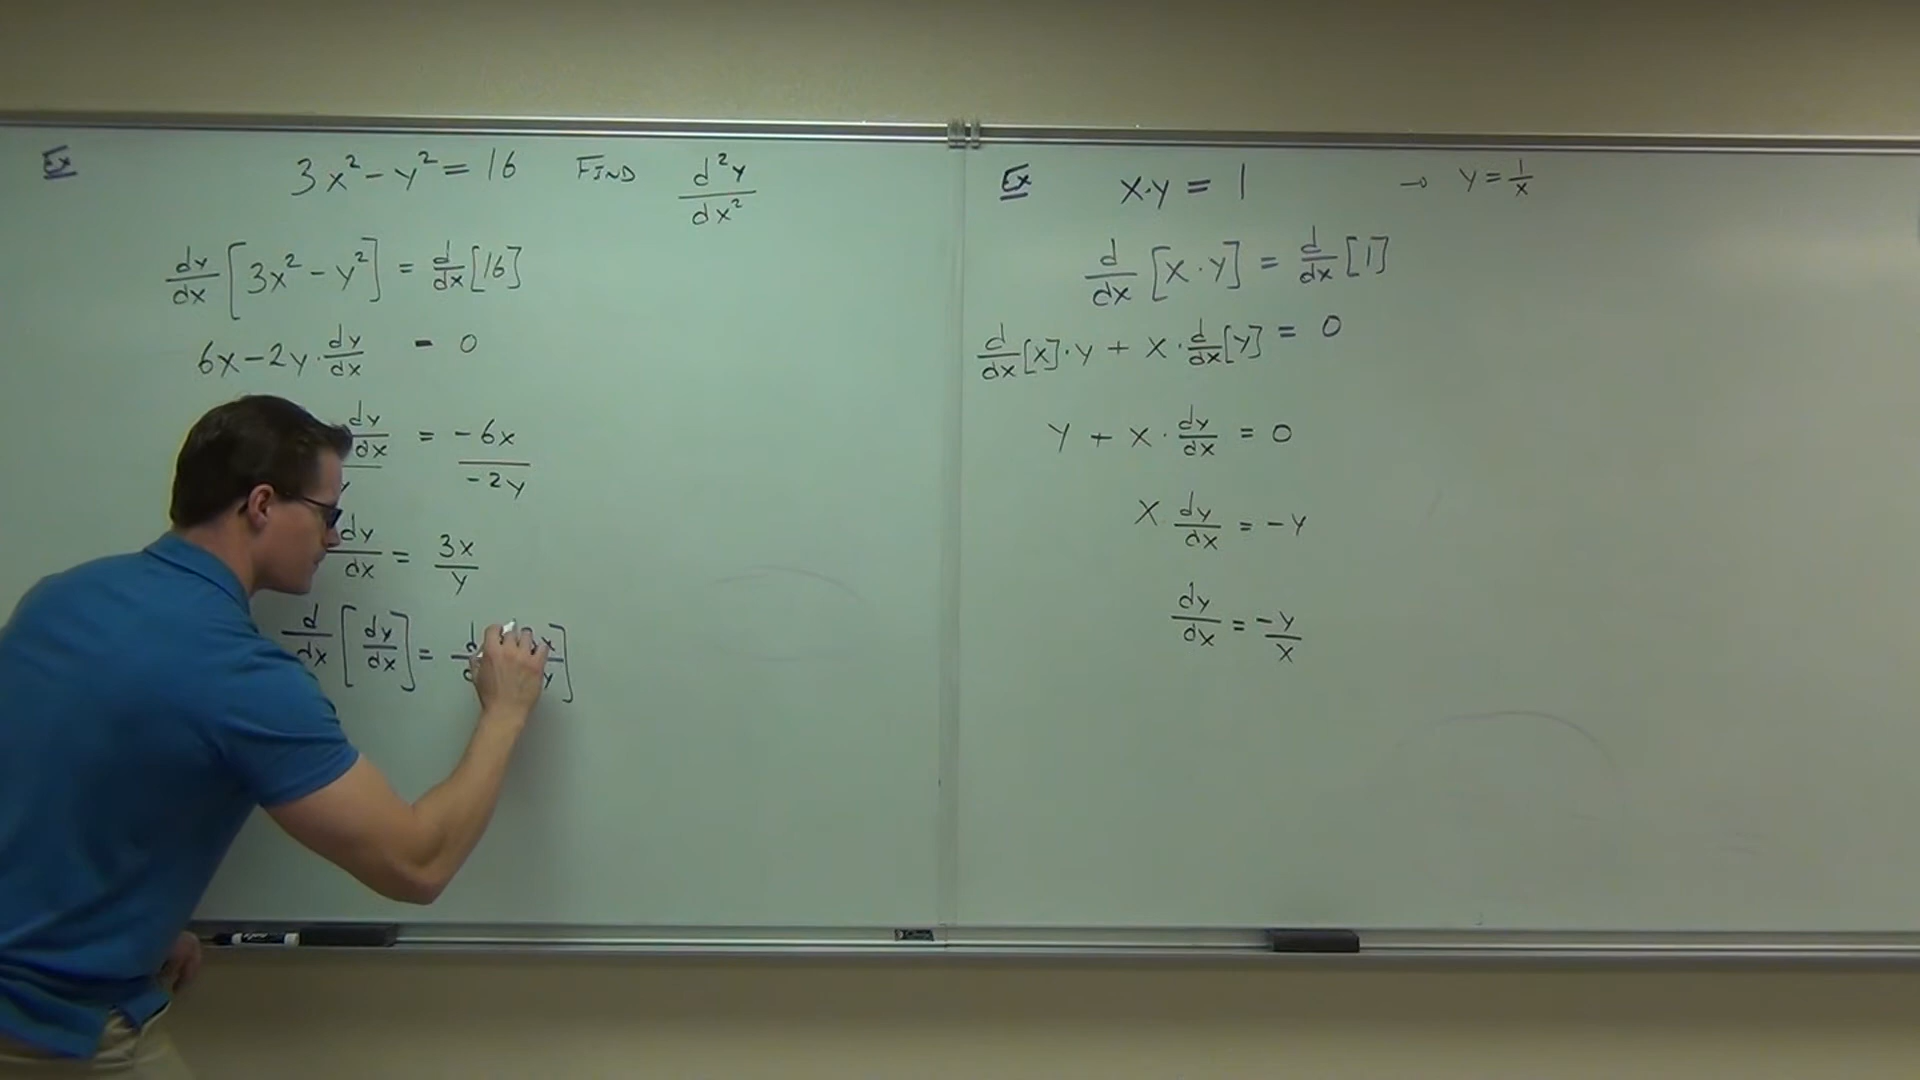 Ex 3x² - y² = 16 FIND d²y/dx²
dy/dx [3x² - y²] = d/dx [16]
6x - 2y · dy/dx = 0
dy/dx = -6x/-2y
dy/dx = 3x/y
d/dx [dy/dx] = d
Ex x·y = 1 → y = 1/x
d/dx [x·y] = d/dx [1]
d/dx [x]·y + x · d/dx [y] = 0
y + x · dy/dx = 0
x · dy/dx = -y
dy/dx = -y/x